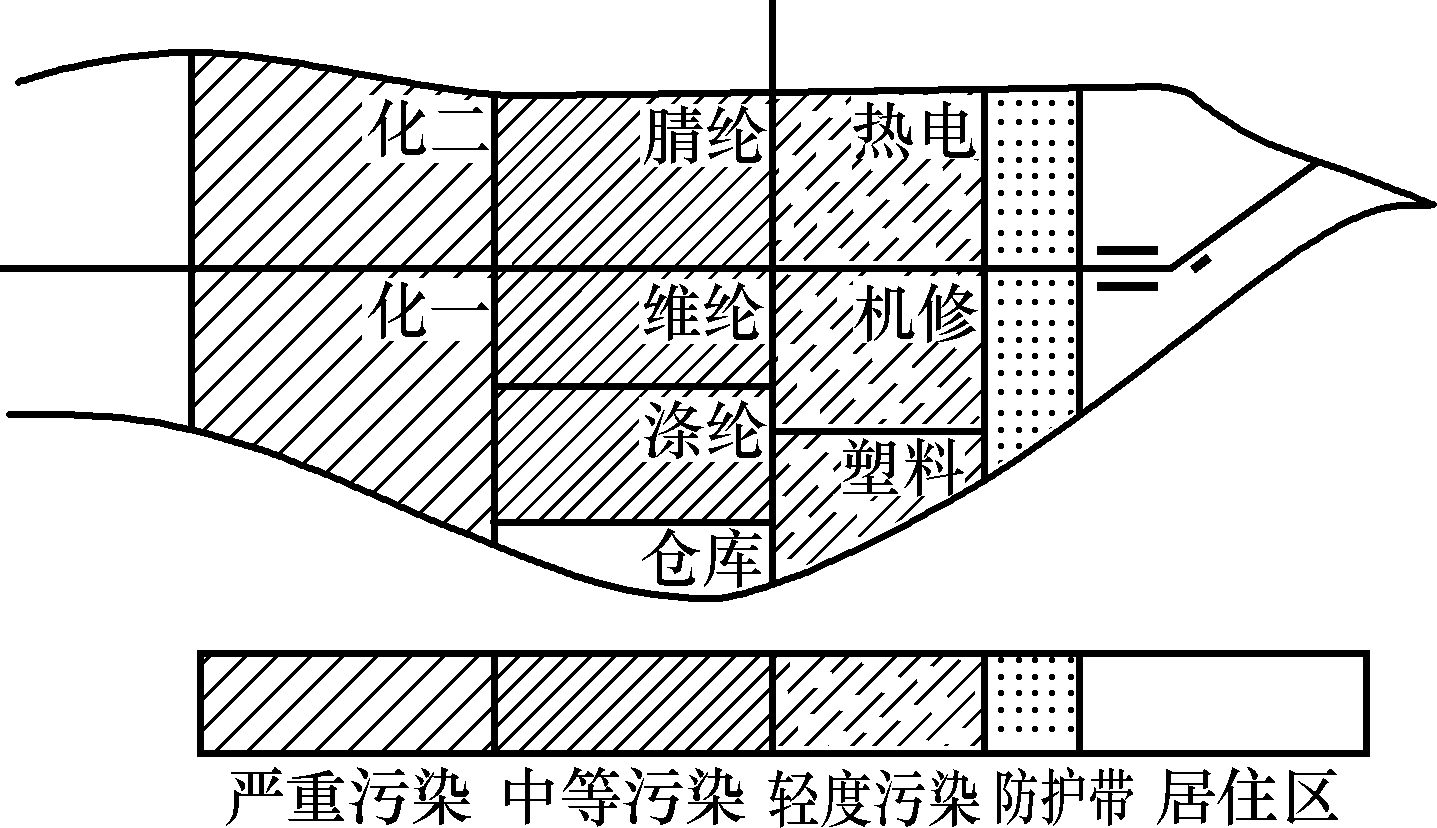 化二 腈纶 热电
化一 维纶 机修
涤纶 塑料
仓库
严重污染 中等污染 轻度污染 防护带 居住区